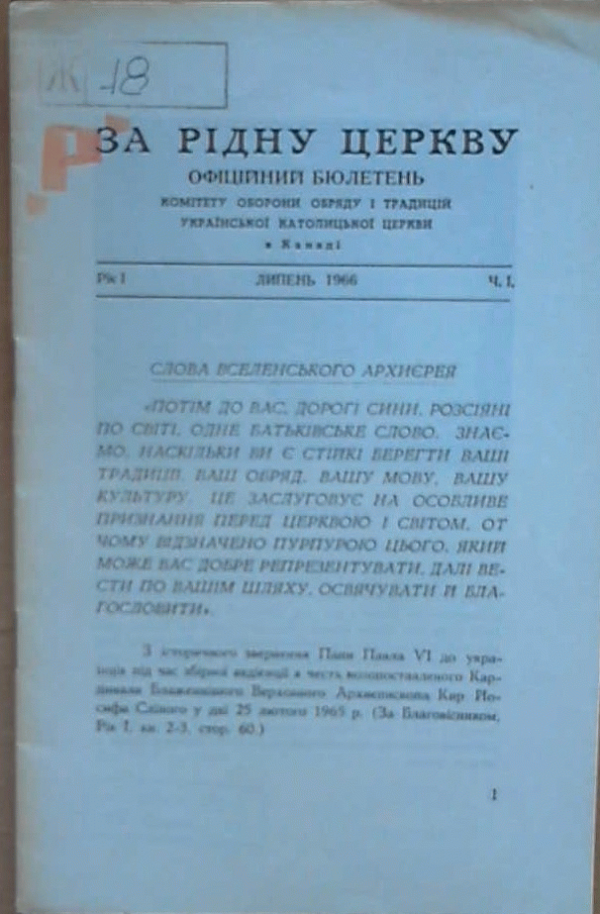 Ж 18
"Р"
ЗА РІДНУ ЦЕРКВУ
ОФІЦІЙНИЙ БЮЛЕТЕНЬ
КОМІТЕТУ ОБОРОНИ ОБРЯДУ І ТРАДИЦІЙ
УКРАЇНСЬКОЇ КАТОЛИЦЬКОЇ ЦЕРКВИ
в Канаді
Рік І ЛИПЕНЬ 1966 Ч. І.
СЛОВА ВСЕЛЕНСЬКОГО АРХИЄРЕЯ
«ПОТІМ ДО ВАС, ДОРОГІ СИНИ, РОЗСІЯНІ
ПО СВІТІ, ОДНЕ БАТЬКІВСЬКЕ СЛОВО. ЗНАЄ-
МО, НАСКІЛЬКИ ВИ Є СТІЙКІ БЕРЕГТИ ВАШІ
ТРАДИЦІЇ, ВАШ ОБРЯД, ВАШУ МОВУ, ВАШУ
КУЛЬТУРУ. ЦЕ ЗАСЛУГОВУЄ НА ОСОБЛИВЕ
ПРИЗНАННЯ ПЕРЕД ЦЕРКВОЮ І СВІТОМ, ОТ
ЧОМУ ВІДЗНАЧЕНО ПУРПУРОЮ ЦЬОГО, ЯКИЙ
МОЖЕ ВАС ДОБРЕ РЕПРЕЗЕНТУВАТИ, ДАЛІ ВЕ-
СТИ ПО ВАШІМ ШЛЯХУ, ОСВЯЧУВАТИ Й БЛА-
ГОСЛОВИТИ».
З історичного звернення Папи Павла VI до укра-
їнців під час збірної авдієнції в честь новопоставленого Кар-
динала Блаженнішого Верховного Архиєпископа Кир Йо-
сифа Сліпого у дні 25 лютого 1965 р. (За Благовісником,
Рік І, кн. 2-3, стор. 60.)
1